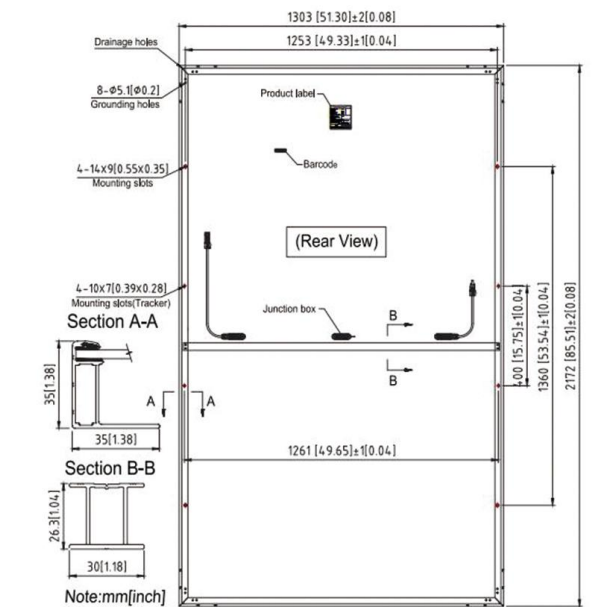 1303 [51.30]±2[0.08]
1253 [49.33]±1[0.04]
Drainage holes
8-Ø5.1[Ø0.2]
Grounding holes
Product label
Barcode
4-14x9[0.55x0.35]
Mounting slots
(Rear View)
4-10x7[0.39x0.28]
Mounting slots(Tracker)
Junction box
B
B
400 [15.75]±1[0.04]
1360 [53.54]±1[0.04]
2172 [85.51]±2[0.08]
Section A-A
35[1.38]
35[1.38]
A
A
1261 [49.65]±1[0.04]
Section B-B
26.3[1.04]
30[1.18]
Note:mm[inch]